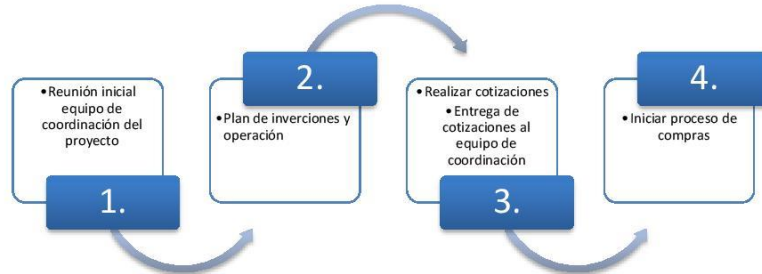 •Reunión inicial
equipo de
coordinación del
proyecto
1.
2.
•Plan de inverciones y
operación
•Realizar cotizaciones
•Entrega de
cotizaciones al
equipo de
coordinación
3.
4.
•Iniciar proceso de
compras